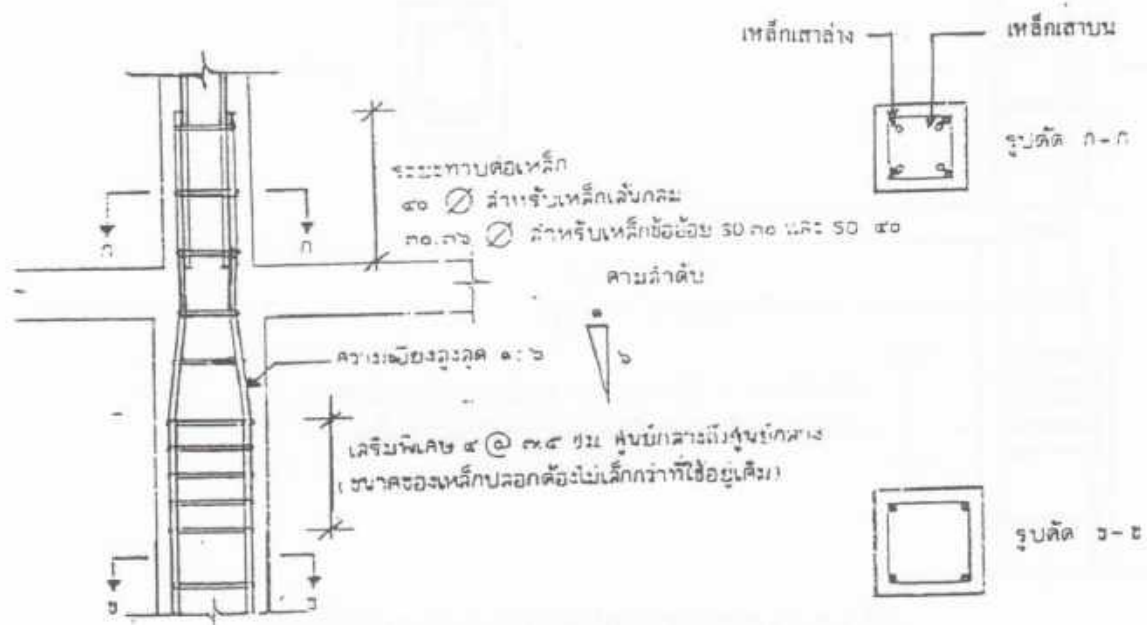 เหล็กเสาล่าง
เหล็กเสาบน
รูปตัด ก-ก
ระยะทาบต่อเหล็ก
๔๐ ∅ สำหรับเหล็กเส้นกลม
๓๐.๓๖ ∅ สำหรับเหล็กข้ออ้อย SD ๓๐ และ SD ๔๐
ตามลำดับ
ก
ก
๑
๖
ความเอียงสูงสุด ๑:๖
เสริมพิเศษ ๔ @ ๗.๕ ซม. ศูนย์กลางถึงศูนย์กลาง
(ขนาดของเหล็กปลอกต้องไม่เล็กกว่าที่ใช้อยู่เดิม)
รูปตัด ข-ข
ข
ข